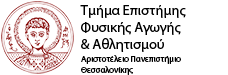 Τμήμα Επιστήμης
Φυσικής Αγωγής
& Αθλητισμού
Αριστοτέλειο Πανεπιστήμιο
Θεσσαλονίκης